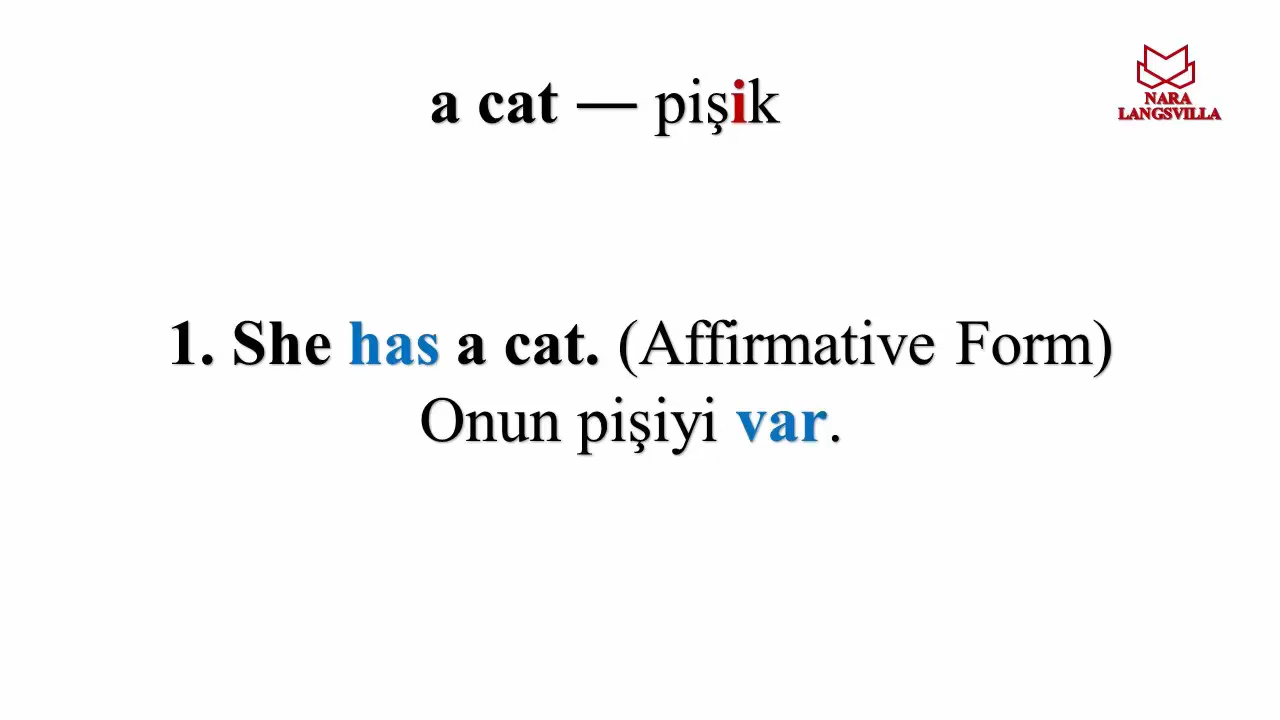 a cat — pişik
NARA
LANGSVILLA
1. She has a cat. (Affirmative Form)
Onun pişiyi var.